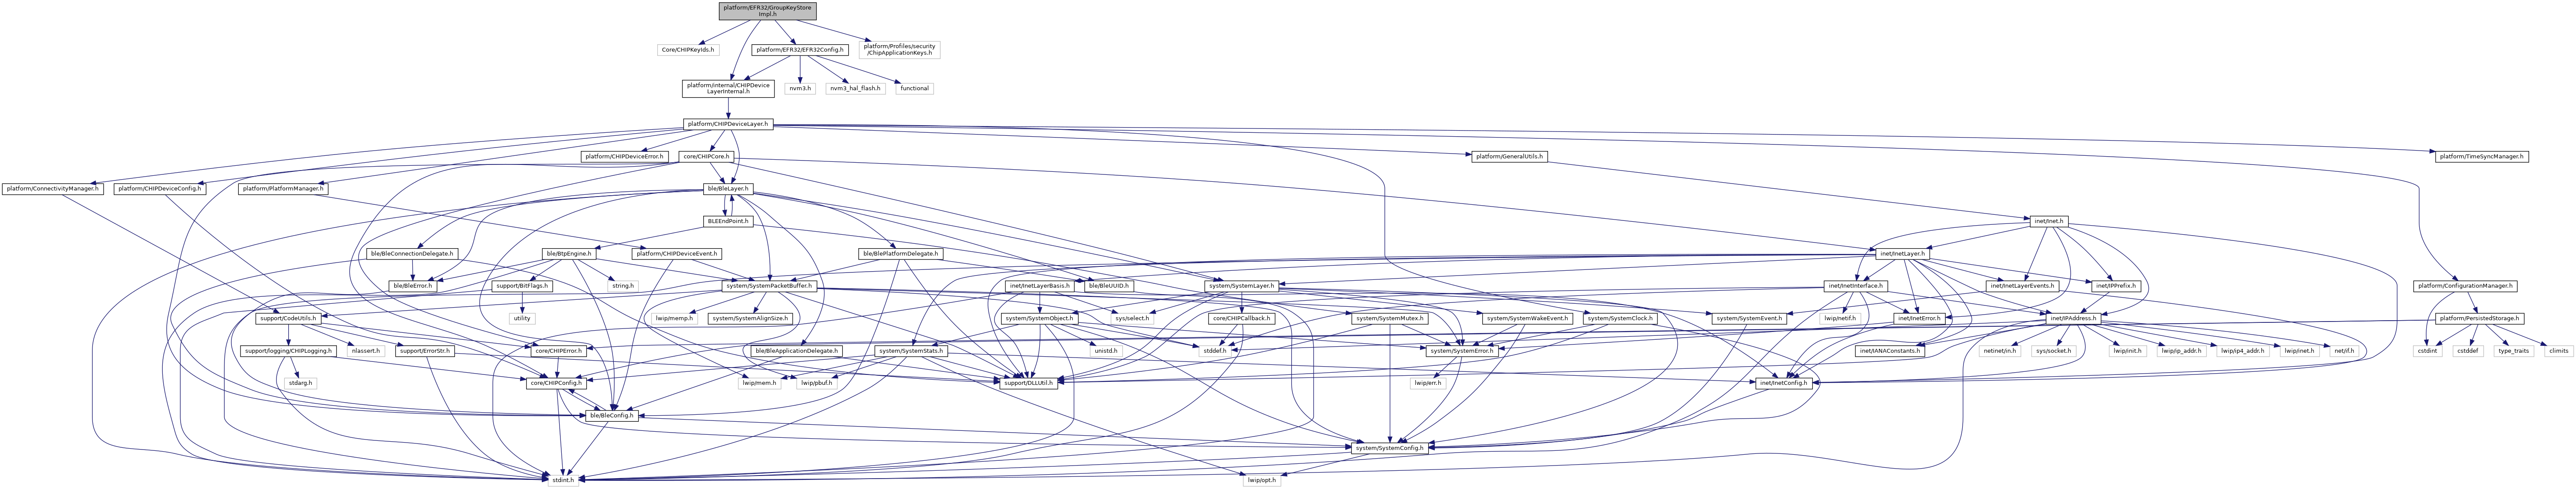 platform/EFR32/GroupKeyStore
Impl.h
Core/CHIPKeyIds.h
platform/EFR32/EFR32Config.h
platform/Profiles/security
/ChipApplicationKeys.h
platform/internal/CHIPDevice
LayerInternal.h
nvm3.h
nvm3_hal_flash.h
functional
platform/CHIPDeviceLayer.h
platform/CHIPDeviceError.h
core/CHIPCore.h
platform/GeneralUtils.h
platform/TimeSyncManager.h
platform/ConnectivityManager.h
platform/CHIPDeviceConfig.h
platform/PlatformManager.h
ble/BleLayer.h
BLEEndPoint.h
inet/Inet.h
ble/BleConnectionDelegate.h
ble/BtpEngine.h
platform/CHIPDeviceEvent.h
ble/BlePlatformDelegate.h
inet/InetLayer.h
ble/BleError.h
support/BitFlags.h
string.h
system/SystemPacketBuffer.h
inet/InetLayerBasis.h
ble/BleUUID.h
system/SystemLayer.h
inet/InetInterface.h
inet/InetLayerEvents.h
inet/IPPrefix.h
platform/ConfigurationManager.h
support/CodeUtils.h
utility
lwip/memp.h
system/SystemAlignSize.h
system/SystemObject.h
sys/select.h
core/CHIPCallback.h
system/SystemMutex.h
system/SystemWakeEvent.h
system/SystemClock.h
system/SystemEvent.h
lwip/netif.h
inet/InetError.h
inet/IPAddress.h
platform/PersistedStorage.h
support/logging/CHIPLogging.h
nlassert.h
support/ErrorStr.h
core/CHIPError.h
ble/BleApplicationDelegate.h
system/SystemStats.h
unistd.h
stddef.h
system/SystemError.h
inet/IANAConstants.h
netinet/in.h
sys/socket.h
lwip/init.h
lwip/ip_addr.h
lwip/ip4_addr.h
lwip/inet.h
net/if.h
cstdint
cstddef
type_traits
climits
stdarg.h
core/CHIPConfig.h
lwip/mem.h
lwip/pbuf.h
support/DLLUtil.h
lwip/err.h
inet/InetConfig.h
ble/BleConfig.h
system/SystemConfig.h
stdint.h
lwip/opt.h